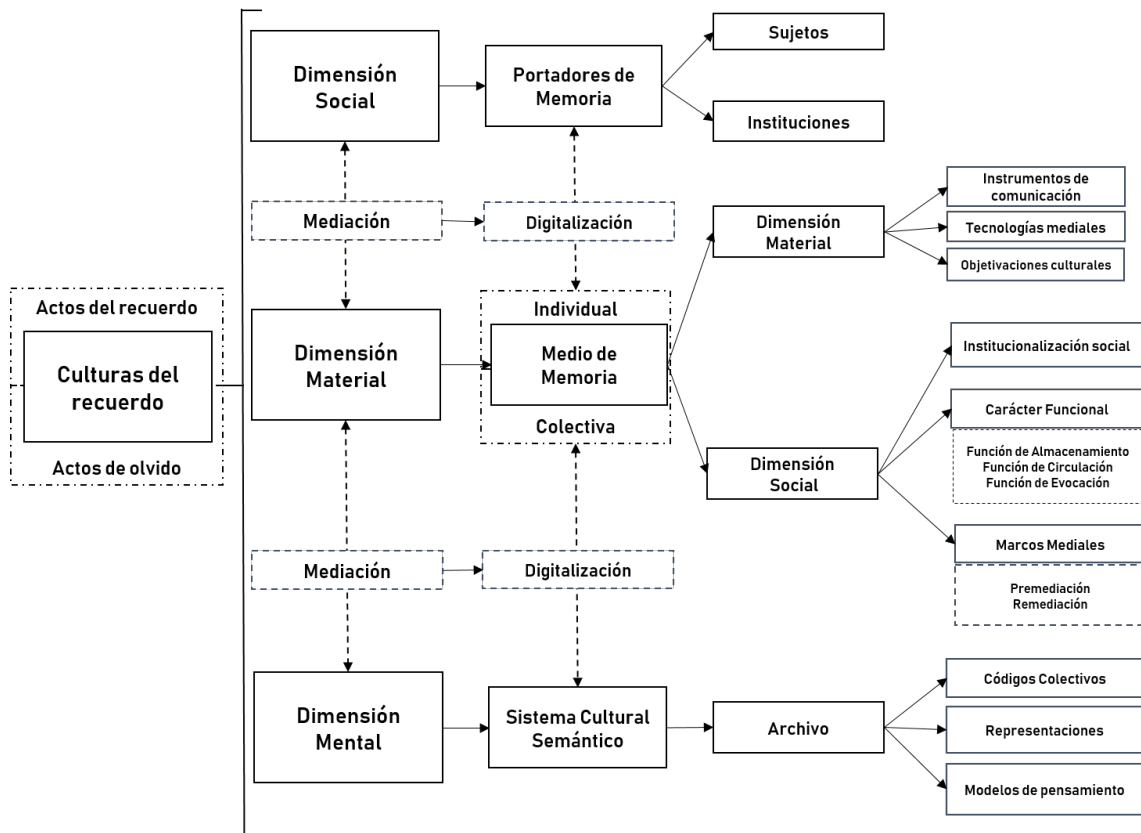 Actos del recuerdo
Culturas del
recuerdo
Actos de olvido
Dimensión
Social
Portadores de
Memoria
Sujetos
Instituciones
Mediación
Digitalización
Dimensión
Material
Individual
Medio de
Memoria
Colectiva
Dimensión
Material
Instrumentos de
comunicación
Tecnologías mediales
Objetivaciones culturales
Dimensión
Social
Institucionalización social
Carácter Funcional
Función de Almacenamiento
Función de Circulación
Función de Evocación
Marcos Mediales
Premediación
Remediación
Mediación
Digitalización
Dimensión
Mental
Sistema Cultural
Semántico
Archivo
Códigos Colectivos
Representaciones
Modelos de pensamiento